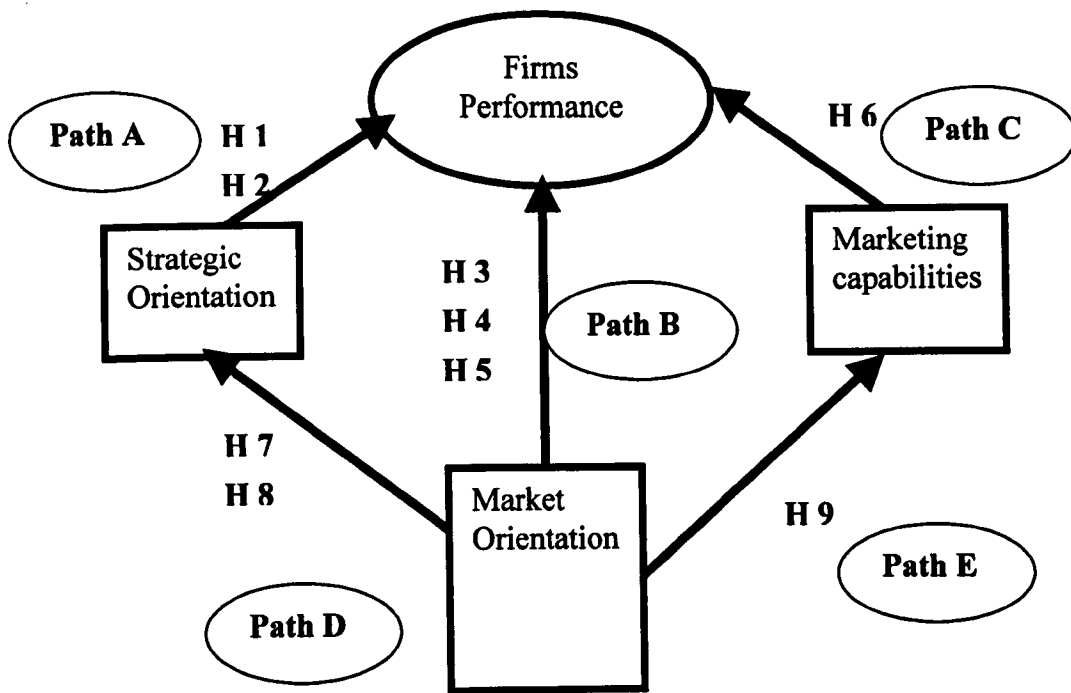 Firms
Performance
Path A
H 1
H 2
H 6
Path C
Strategic
Orientation
Marketing
capabilities
H 3
H 4
H 5
Path B
H 7
H 8
Market
Orientation
H 9
Path E
Path D